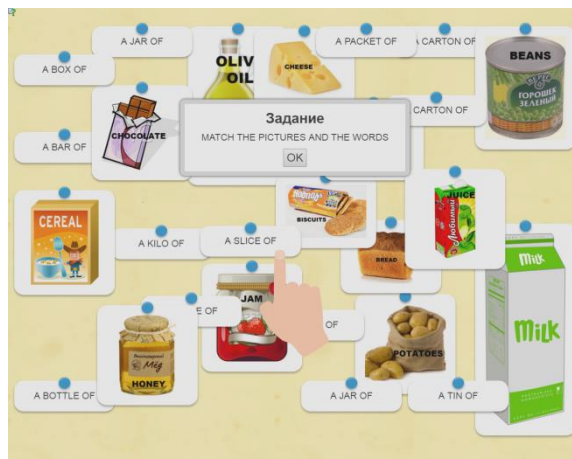 A JAR OF
OLIV
OIL
CHEESE
A PACKET OF
A CARTON OF
BEANS
A BOX OF
ГОРОШЕК
ЗЕЛЕНЫЙ
CHOCOLATE
A BAR OF
Задание
MATCH THE PICTURES AND THE WORDS
OK
CARTON OF
CEREAL
A KILO OF
A SLICE OF
BISCUITS
BREAD
JUICE
MiLK
MiLK
JAM
E OF
OF
Мёд
HONEY
POTATOES
A BOTTLE OF
A JAR OF
A TIN OF